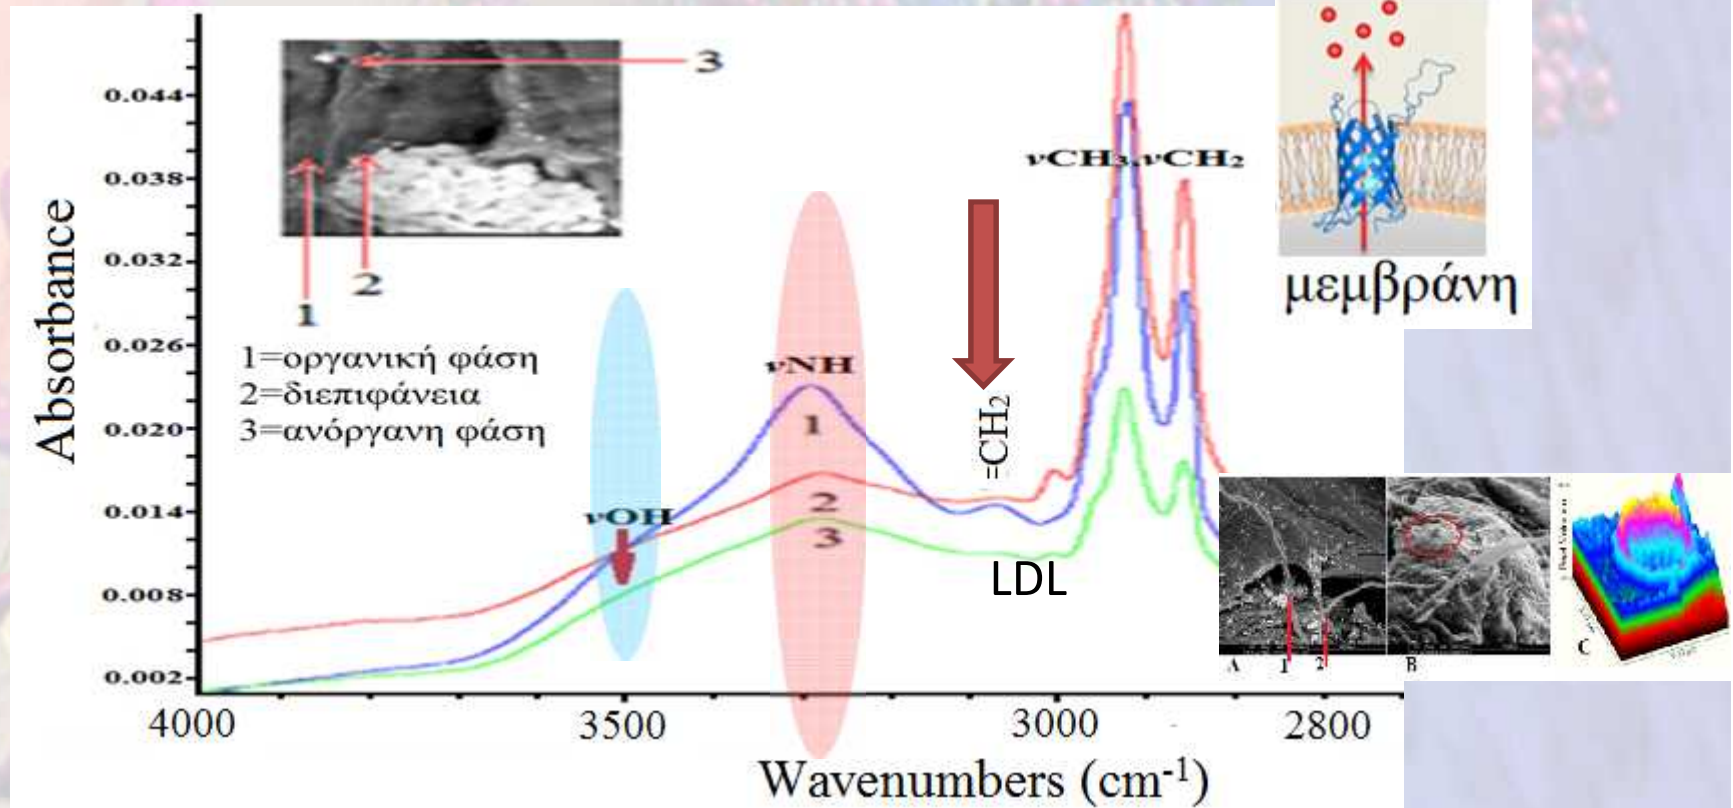 Absorbance
0.044
0.038
0.032
0.026
0.020
0.014
0.008
0.002
3
2
1
1=οργανική φάση
2=διεπιφάνεια
3=ανόργανη φάση
νOH
νNH
1
2
3
=CH₂
νCH₃,νCH₂
LDL
μεμβράνη
A 1 2 B C
4000 3500 3000 2800
Wavenumbers (cm⁻¹)